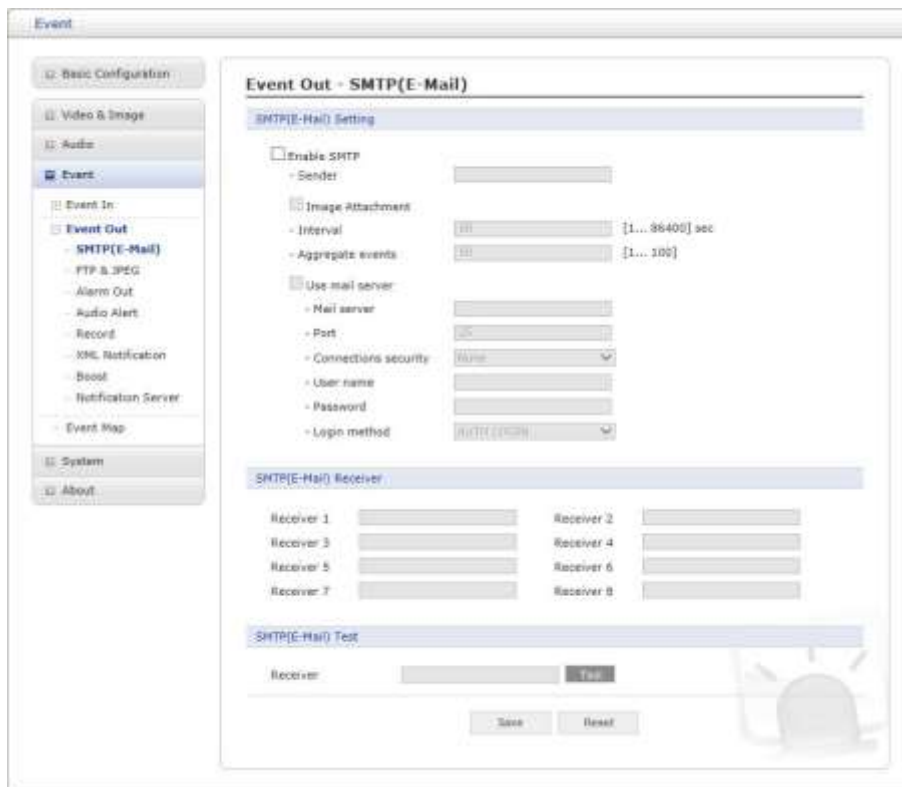 Event
Basic Configuration
Video & Image
Audio
Event
Event In
Event Out
- SMTP(E-Mail)
- FTP & JPEG
- Alarm Out
- Audio Alert
- Record
- XML Notification
- Boost
- Notification Server
- Event Map
System
About
Event Out - SMTP(E-Mail)
SMTP(E-Mail) Setting
Enable SMTP
- Sender
Image Attachment
- Interval [1... 86400] sec
- Aggregate events [1... 100]
Use mail server
- Mail server
- Port 25
- Connections security None
- User name
- Password
- Login method AUTH LOGIN
SMTP(E-Mail) Receiver
Receiver 1 Receiver 2
Receiver 3 Receiver 4
Receiver 5 Receiver 6
Receiver 7 Receiver 8
SMTP(E-Mail) Test
Receiver Test
Save Reset